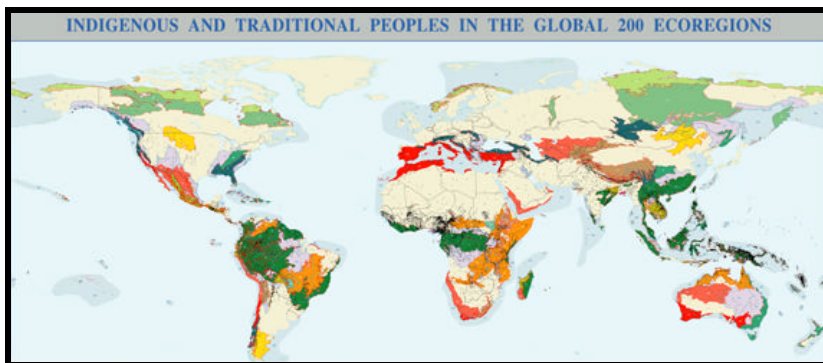 INDIGENOUS AND TRADITIONAL PEOPLES IN THE GLOBAL 200 ECOREGIONS